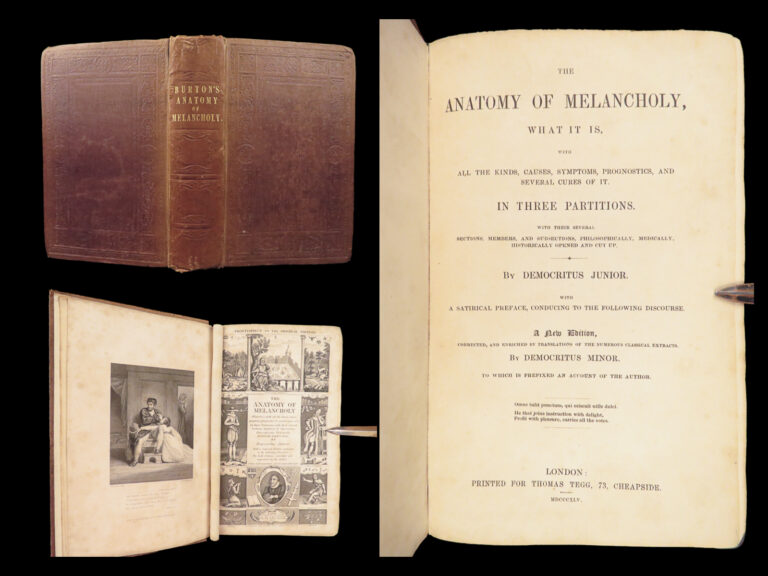 BURTON'S
ANATOMY
OF
MELANCHOLY.
FRONTISPIECE TO THE ORIGINAL EDITION
THE
ANATOMY OF
MELANCHOLY
THE
ANATOMY OF MELANCHOLY,
WHAT IT IS,
WITH
ALL THE KINDS, CAUSES, SYMPTOMS, PROGNOSTICS, AND
SEVERAL CURES OF IT.
IN THREE PARTITIONS.
WITH THEIR SEVERAL
SECTIONS, MEMBERS, AND SUBSECTIONS, PHILOSOPHICALLY, MEDICALLY,
HISTORICALLY OPENED AND CUT UP.
BY DEMOCRITUS JUNIOR.
WITH
A SATIRICAL PREFACE, CONDUCING TO THE FOLLOWING DISCOURSE.
A New Edition,
CORRECTED, AND ENRICHED BY TRANSLATIONS OF THE NUMEROUS CLASSICAL EXTRACTS.
BY DEMOCRITUS MINOR.
TO WHICH IS PREFIXED AN ACCOUNT OF THE AUTHOR.
Omne tulit punctum, qui miscuit utile dulci.
He that joins instruction with delight,
Profit with pleasure, carries all the votes.
LONDON:
PRINTED FOR THOMAS TEGG, 73, CHEAPSIDE.
MDCCCXLV.